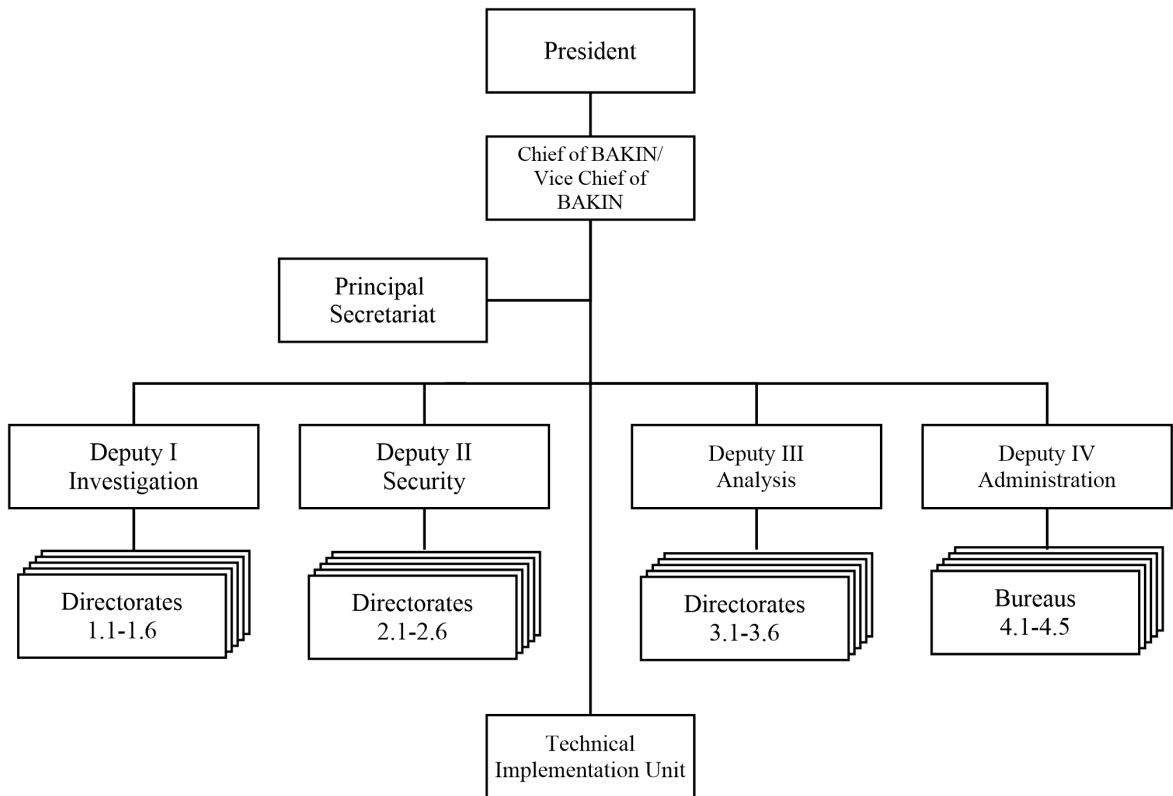 President
Chief of BAKIN/
Vice Chief of
BAKIN
Principal
Secretariat
Deputy I
Investigation
Deputy II
Security
Deputy III
Analysis
Deputy IV
Administration
Directorates
1.1-1.6
Directorates
2.1-2.6
Directorates
3.1-3.6
Bureaus
4.1-4.5
Technical
Implementation Unit